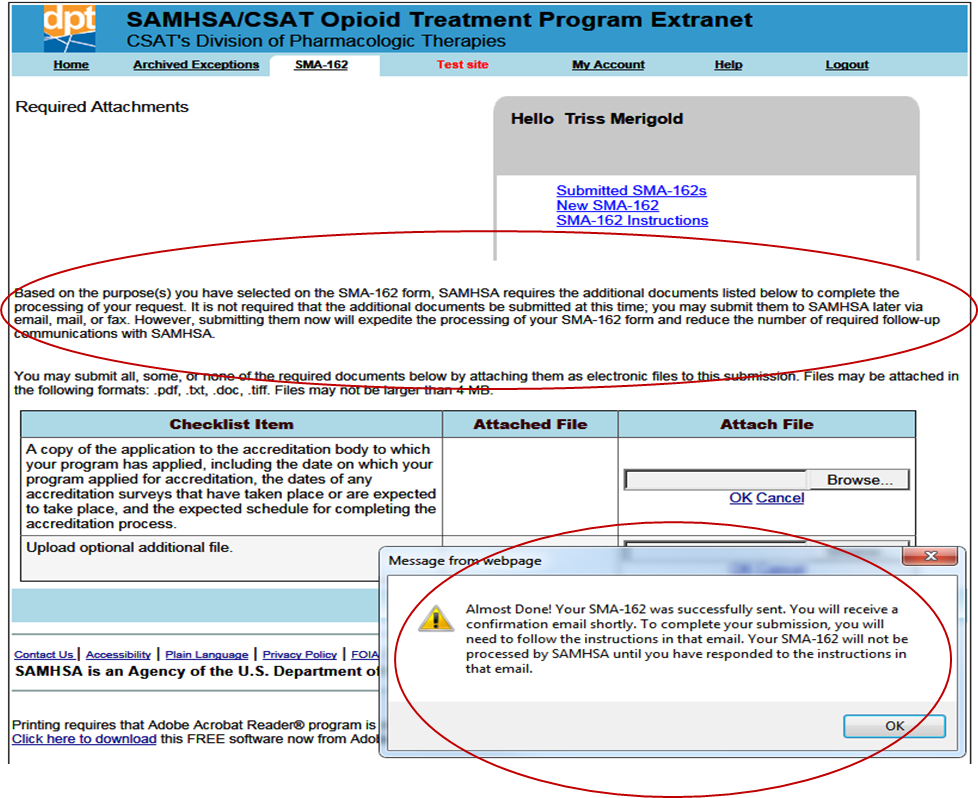 dpt
SAMHSA/CSAT Opioid Treatment Program Extranet
CSAT's Division of Pharmacologic Therapies
Home Archived Exceptions SMA-162 Test site My Account Help Logout
Required Attachments
Hello Triss Merigold
Submitted SMA-162s
New SMA-162
SMA-162 Instructions
Based on the purpose(s) you have selected on the SMA-162 form, SAMHSA requires the additional documents listed below to complete the
processing of your request. It is not required that the additional documents be submitted at this time; you may submit them to SAMHSA later via
email, mail, or fax. However, submitting them now will expedite the processing of your SMA-162 form and reduce the number of required follow-up
communications with SAMHSA.
You may submit all, some, or none of the required documents below by attaching them as electronic files to this submission. Files may be attached in
the following formats: .pdf, .txt, .doc, .tiff. Files may not be larger than 4 MB.
Checklist Item Attached File Attach File
A copy of the application to the accreditation body to which
your program has applied, including the date on which your
program applied for accreditation, the dates of any
accreditation surveys that have taken place or are expected
to take place, and the expected schedule for completing the
accreditation process.
Browse...
OK Cancel
Upload optional additional file.
Message from webpage
Almost Done! Your SMA-162 was successfully sent. You will receive a
confirmation email shortly. To complete your submission, you will
need to follow the instructions in that email. Your SMA-162 will not be
processed by SAMHSA until you have responded to the instructions in
that email.
OK
Contact Us | Accessibility | Plain Language | Privacy Policy | FOIA
SAMHSA is an Agency of the U.S. Department of
Printing requires that Adobe Acrobat Reader® program is
Click here to download this FREE software now from Adob